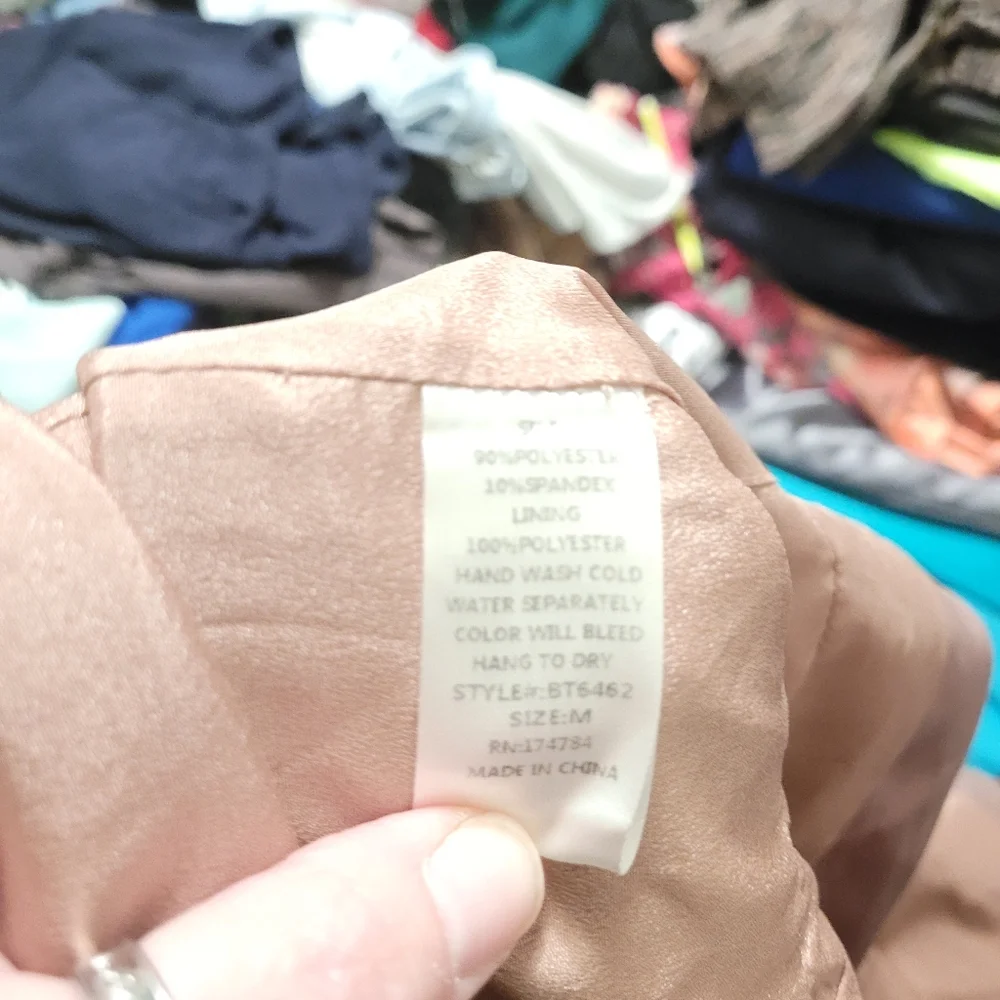 90%POLYESTER
10%SPANDEX
LINING
100%POLYESTER
HAND WASH COLD
WATER SEPARATELY
COLOR WILL BLEED
HANG TO DRY
STYLE#:BT6462
SIZE:M
RN:174784
MADE IN CHINA